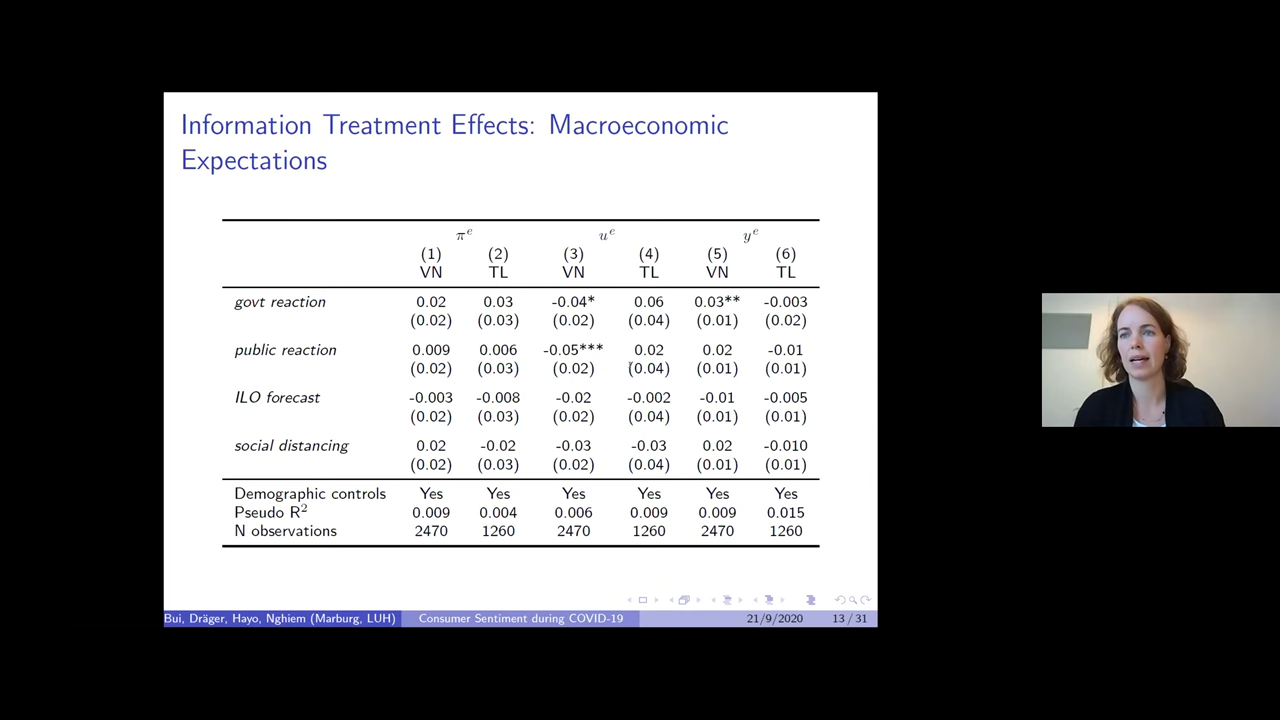 Information Treatment Effects: Macroeconomic
Expectations
π^e u^e y^e
(1) (2) (3) (4) (5) (6)
VN TL VN TL VN TL
govt reaction 0.02 0.03 -0.04* 0.06 0.03** -0.003
(0.02) (0.03) (0.02) (0.04) (0.01) (0.02)
public reaction 0.009 0.006 -0.05*** 0.02 0.02 -0.01
(0.02) (0.03) (0.02) (0.04) (0.01) (0.01)
ILO forecast -0.003 -0.008 -0.02 -0.002 -0.01 -0.005
(0.02) (0.03) (0.02) (0.04) (0.01) (0.01)
social distancing 0.02 -0.02 -0.03 -0.03 0.02 -0.010
(0.02) (0.03) (0.02) (0.04) (0.01) (0.01)
Demographic controls Yes Yes Yes Yes Yes Yes
Pseudo R² 0.009 0.004 0.006 0.009 0.009 0.015
N observations 2470 1260 2470 1260 2470 1260
Bui, Dräger, Hayo, Nghiem (Marburg, LUH) Consumer Sentiment during COVID-19 21/9/2020 13 / 31